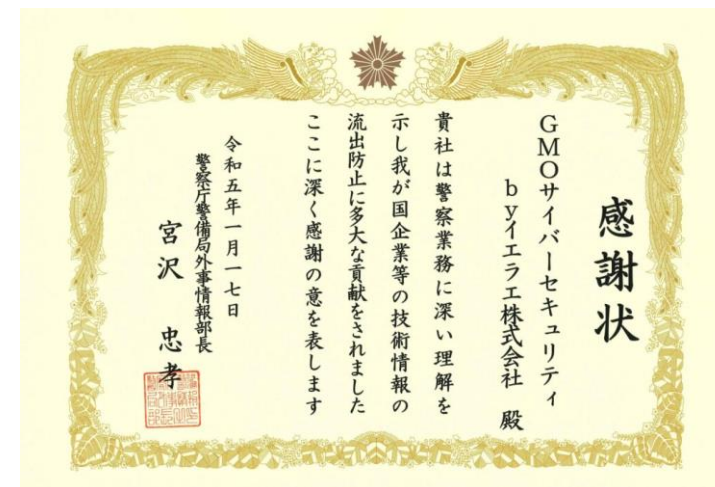 感謝状
GMOサイバーセキュリティ
byイエラエ株式会社 殿
貴社は警察業務に深い理解を
示し我が国企業等の技術情報の
流出防止に多大な貢献をされました
ここに深く感謝の意を表します
令和五年一月一七日
警察庁警備局外事情報部長
宮沢 忠孝